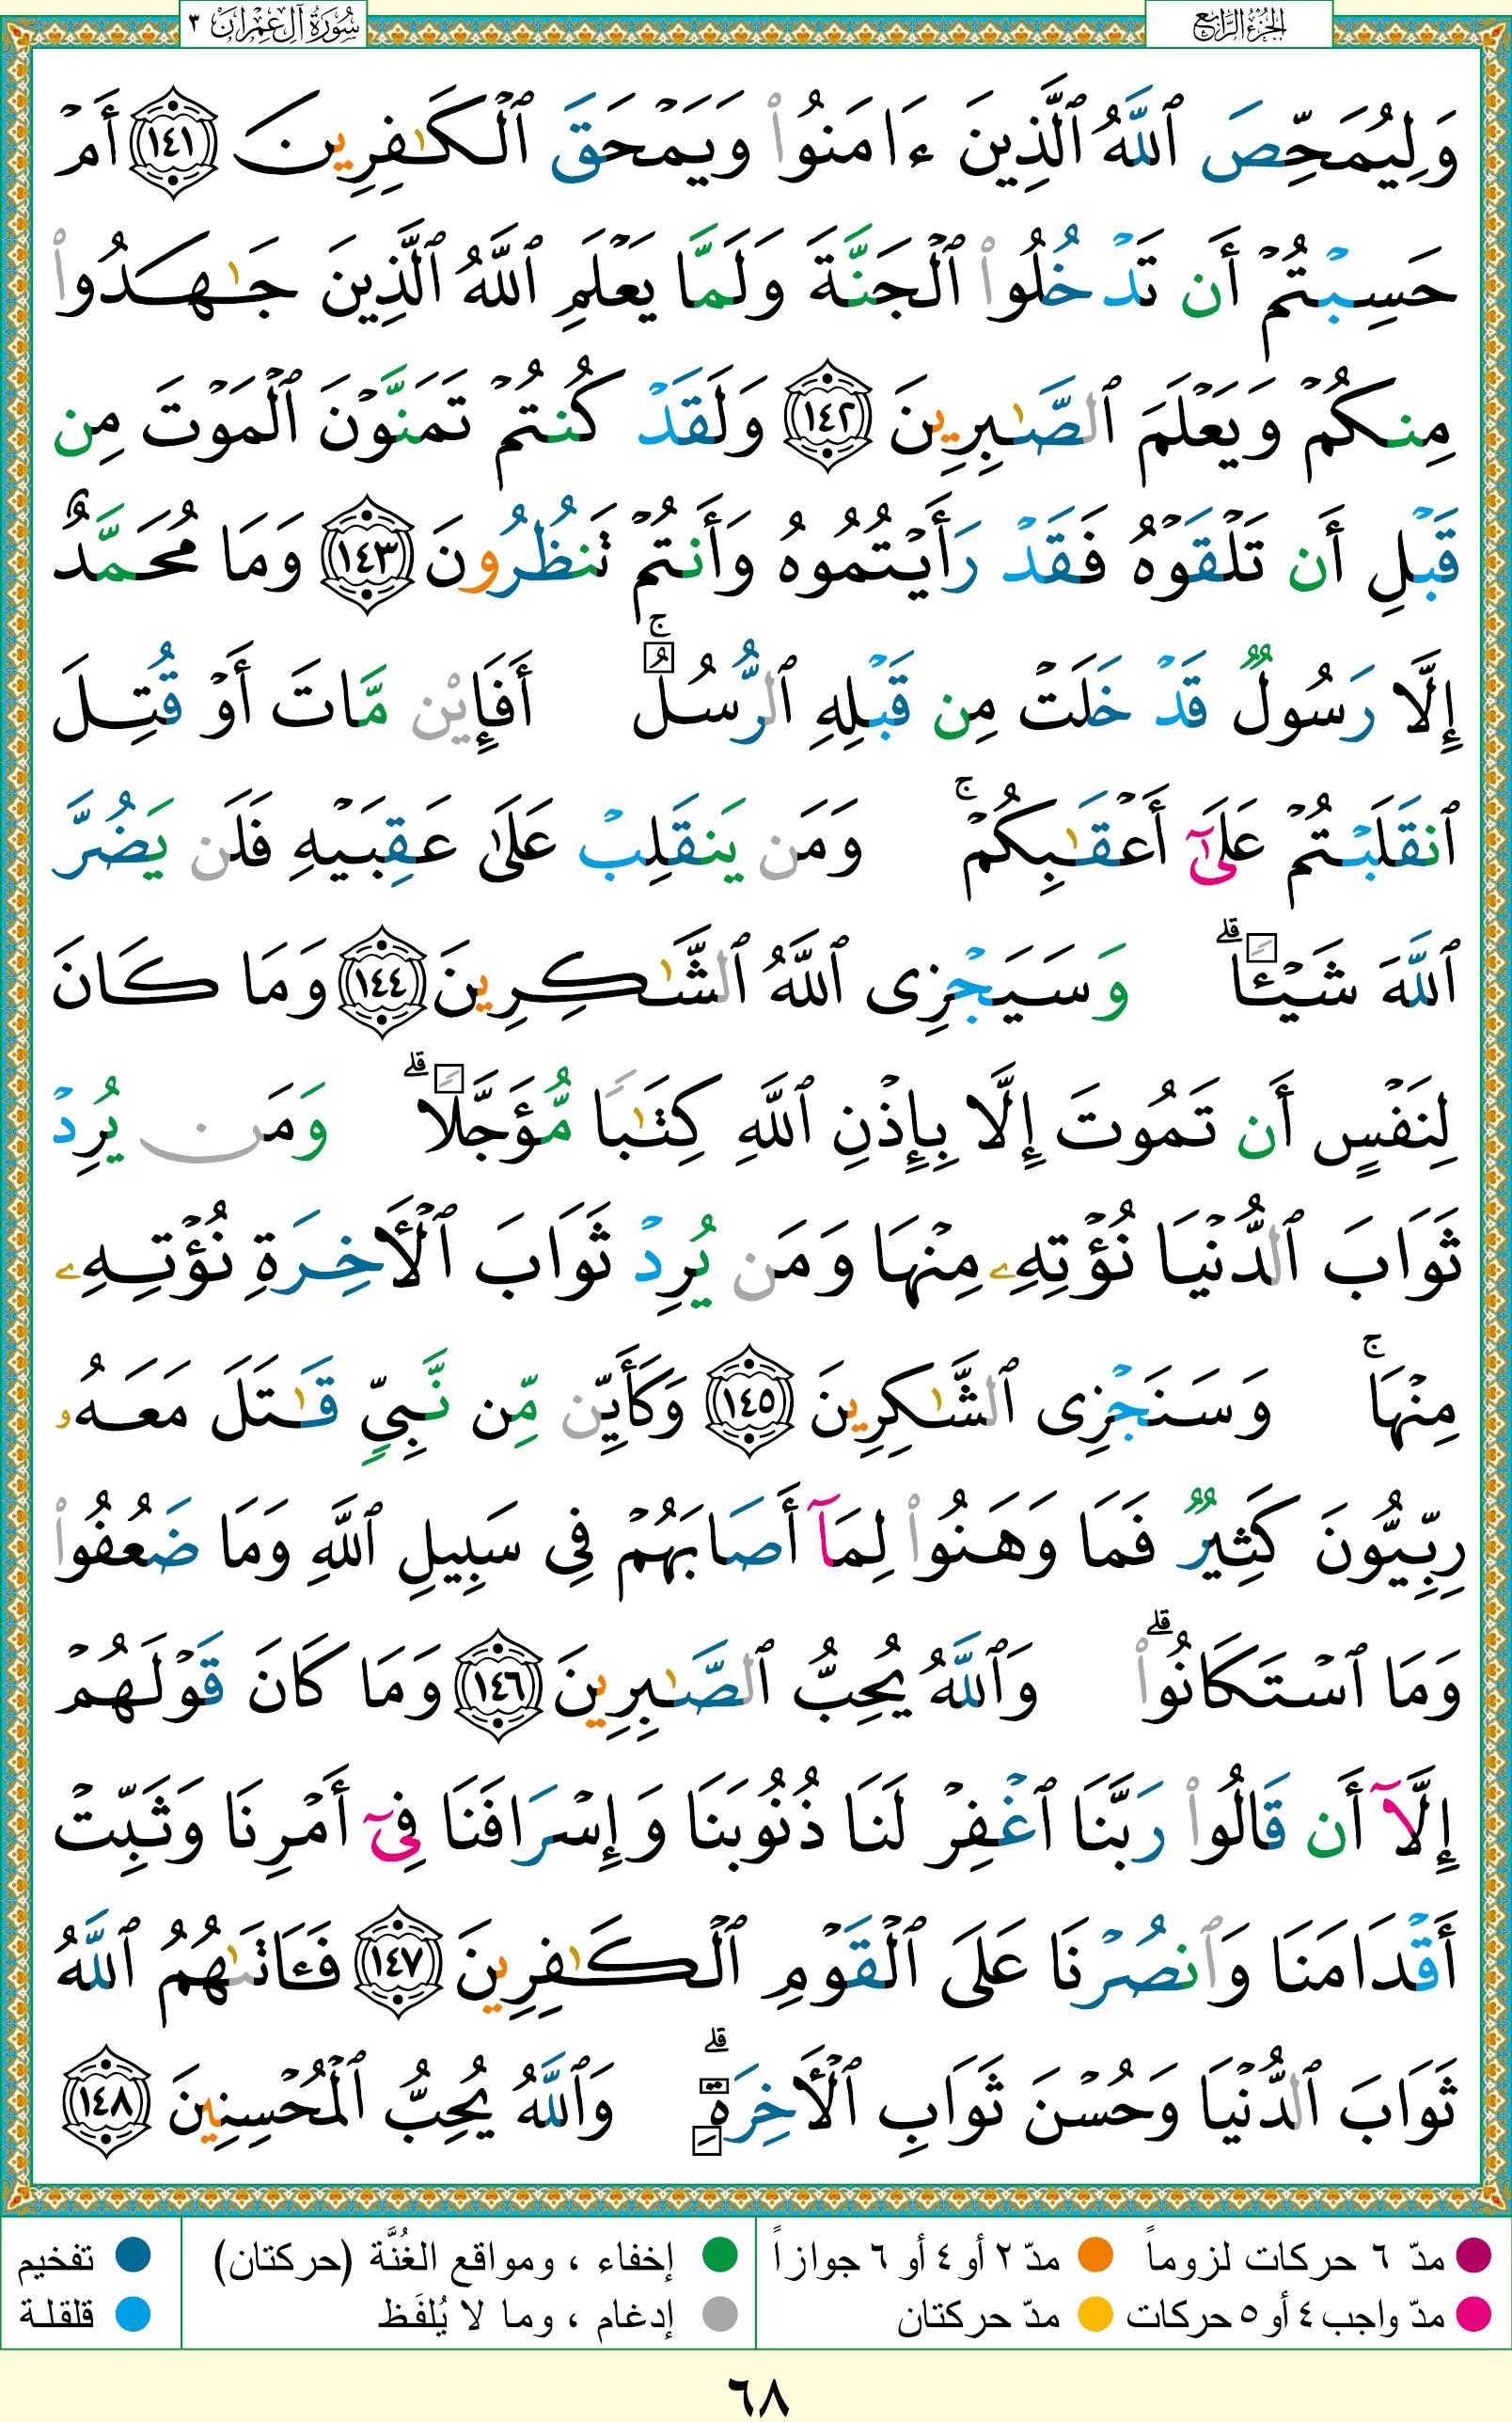 الجزء الرابع
سورة آل عمران ٣
وَلِيُمَحِّصَ ٱللَّهُ ٱلَّذِينَ ءَامَنُوا۟ وَيَمْحَقَ ٱلْكَٰفِرِينَ ١٤١ أَمْ
حَسِبْتُمْ أَن تَدْخُلُوا۟ ٱلْجَنَّةَ وَلَمَّا يَعْلَمِ ٱللَّهُ ٱلَّذِينَ جَٰهَدُوا۟
مِنكُمْ وَيَعْلَمَ ٱلصَّٰبِرِينَ ١٤٢ وَلَقَدْ كُنتُمْ تَمَنَّوْنَ ٱلْمَوْتَ مِن
قَبْلِ أَن تَلْقَوْهُ فَقَدْ رَأَيْتُمُوهُ وَأَنتُمْ تَنظُرُونَ ١٤٣ وَمَا مُحَمَّدٌ
إِلَّا رَسُولٌ قَدْ خَلَتْ مِن قَبْلِهِ ٱلرُّسُلُ ۚ أَفَإِي۟ن مَّاتَ أَوْ قُتِلَ
ٱنقَلَبْتُمْ عَلَىٰٓ أَعْقَٰبِكُمْ ۚ وَمَن يَنقَلِبْ عَلَىٰ عَقِبَيْهِ فَلَن يَضُرَّ
ٱللَّهَ شَيْـًٔا ۗ وَسَيَجْزِى ٱللَّهُ ٱلشَّٰكِرِينَ ١٤٤ وَمَا كَانَ
لِنَفْسٍ أَن تَمُوتَ إِلَّا بِإِذْنِ ٱللَّهِ كِتَٰبًا مُّؤَجَّلًا ۗ وَمَن يُرِدْ
ثَوَابَ ٱلدُّنْيَا نُؤْتِهِۦ مِنْهَا وَمَن يُرِدْ ثَوَابَ ٱلْأَخِرَةِ نُؤْتِهِۦ
مِنْهَا ۚ وَسَنَجْزِى ٱلشَّٰكِرِينَ ١٤٥ وَكَأَيِّن مِّن نَّبِىٍّ قَٰتَلَ مَعَهُۥ
رِبِّيُّونَ كَثِيرٌ فَمَا وَهَنُوا۟ لِمَآ أَصَابَهُمْ فِى سَبِيلِ ٱللَّهِ وَمَا ضَعُفُوا۟
وَمَا ٱسْتَكَانُوا۟ ۗ وَٱللَّهُ يُحِبُّ ٱلصَّٰبِرِينَ ١٤٦ وَمَا كَانَ قَوْلَهُمْ
إِلَّآ أَن قَالُوا۟ رَبَّنَا ٱغْفِرْ لَنَا ذُنُوبَنَا وَإِسْرَافَنَا فِىٓ أَمْرِنَا وَثَبِّتْ
أَقْدَامَنَا وَٱنصُرْنَا عَلَى ٱلْقَوْمِ ٱلْكَٰفِرِينَ ١٤٧ فَـَٔاتَىٰهُمُ ٱللَّهُ
ثَوَابَ ٱلدُّنْيَا وَحُسْنَ ثَوَابِ ٱلْأَخِرَةِ ۗ وَٱللَّهُ يُحِبُّ ٱلْمُحْسِنِينَ ١٤٨
مدّ ٦ حركات لزوماً مدّ ٢ أو ٤ أو ٦ جوازاً إخفاء ، ومواقع الغُنَّة (حركتان) تفخيم
مدّ واجب ٤ أو ٥ حركات مدّ حركتان إدغام ، وما لا يُلفَظ قلقلة
٦٨